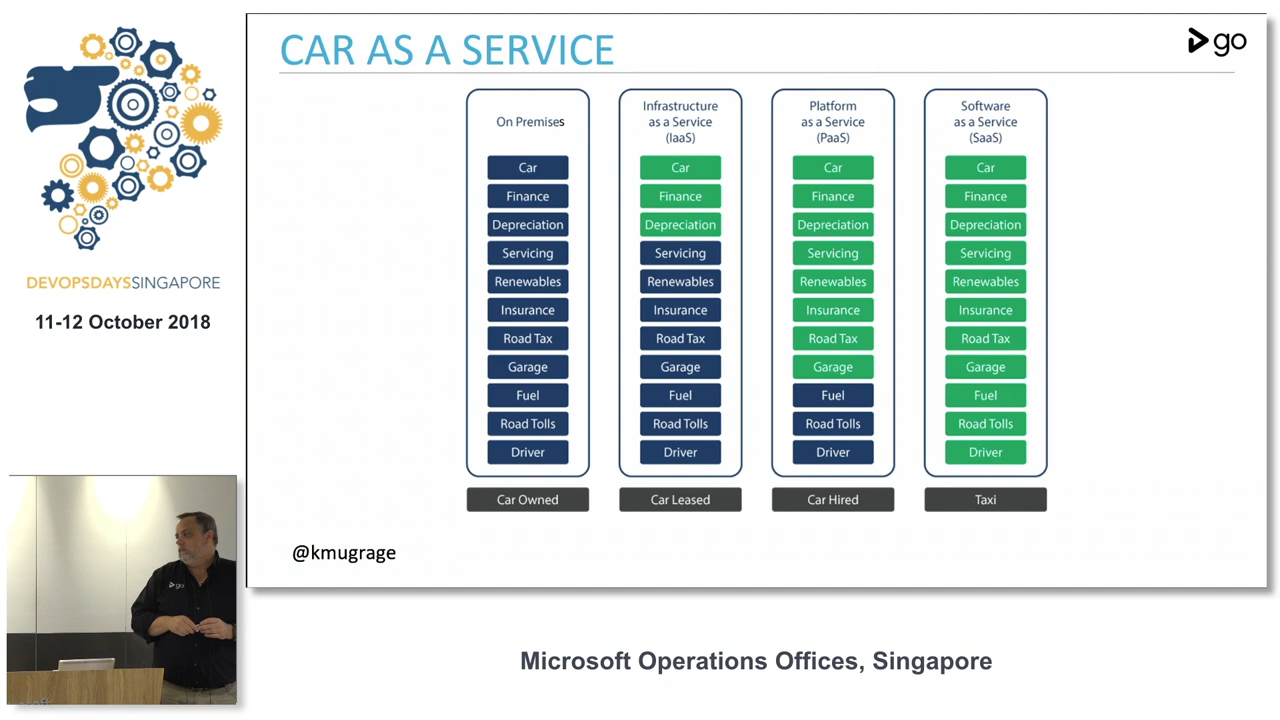 CAR AS A SERVICE
go
DEVOPSDAYSSINGAPORE
11-12 October 2018
On Premises
Car
Finance
Depreciation
Servicing
Renewables
Insurance
Road Tax
Garage
Fuel
Road Tolls
Driver
Car Owned
Infrastructure
as a Service
(IaaS)
Car
Finance
Depreciation
Servicing
Renewables
Insurance
Road Tax
Garage
Fuel
Road Tolls
Driver
Car Leased
Platform
as a Service
(PaaS)
Car
Finance
Depreciation
Servicing
Renewables
Insurance
Road Tax
Garage
Fuel
Road Tolls
Driver
Car Hired
Software
as a Service
(SaaS)
Car
Finance
Depreciation
Servicing
Renewables
Insurance
Road Tax
Garage
Fuel
Road Tolls
Driver
Taxi
@kmugrage
go
Microsoft Operations Offices, Singapore